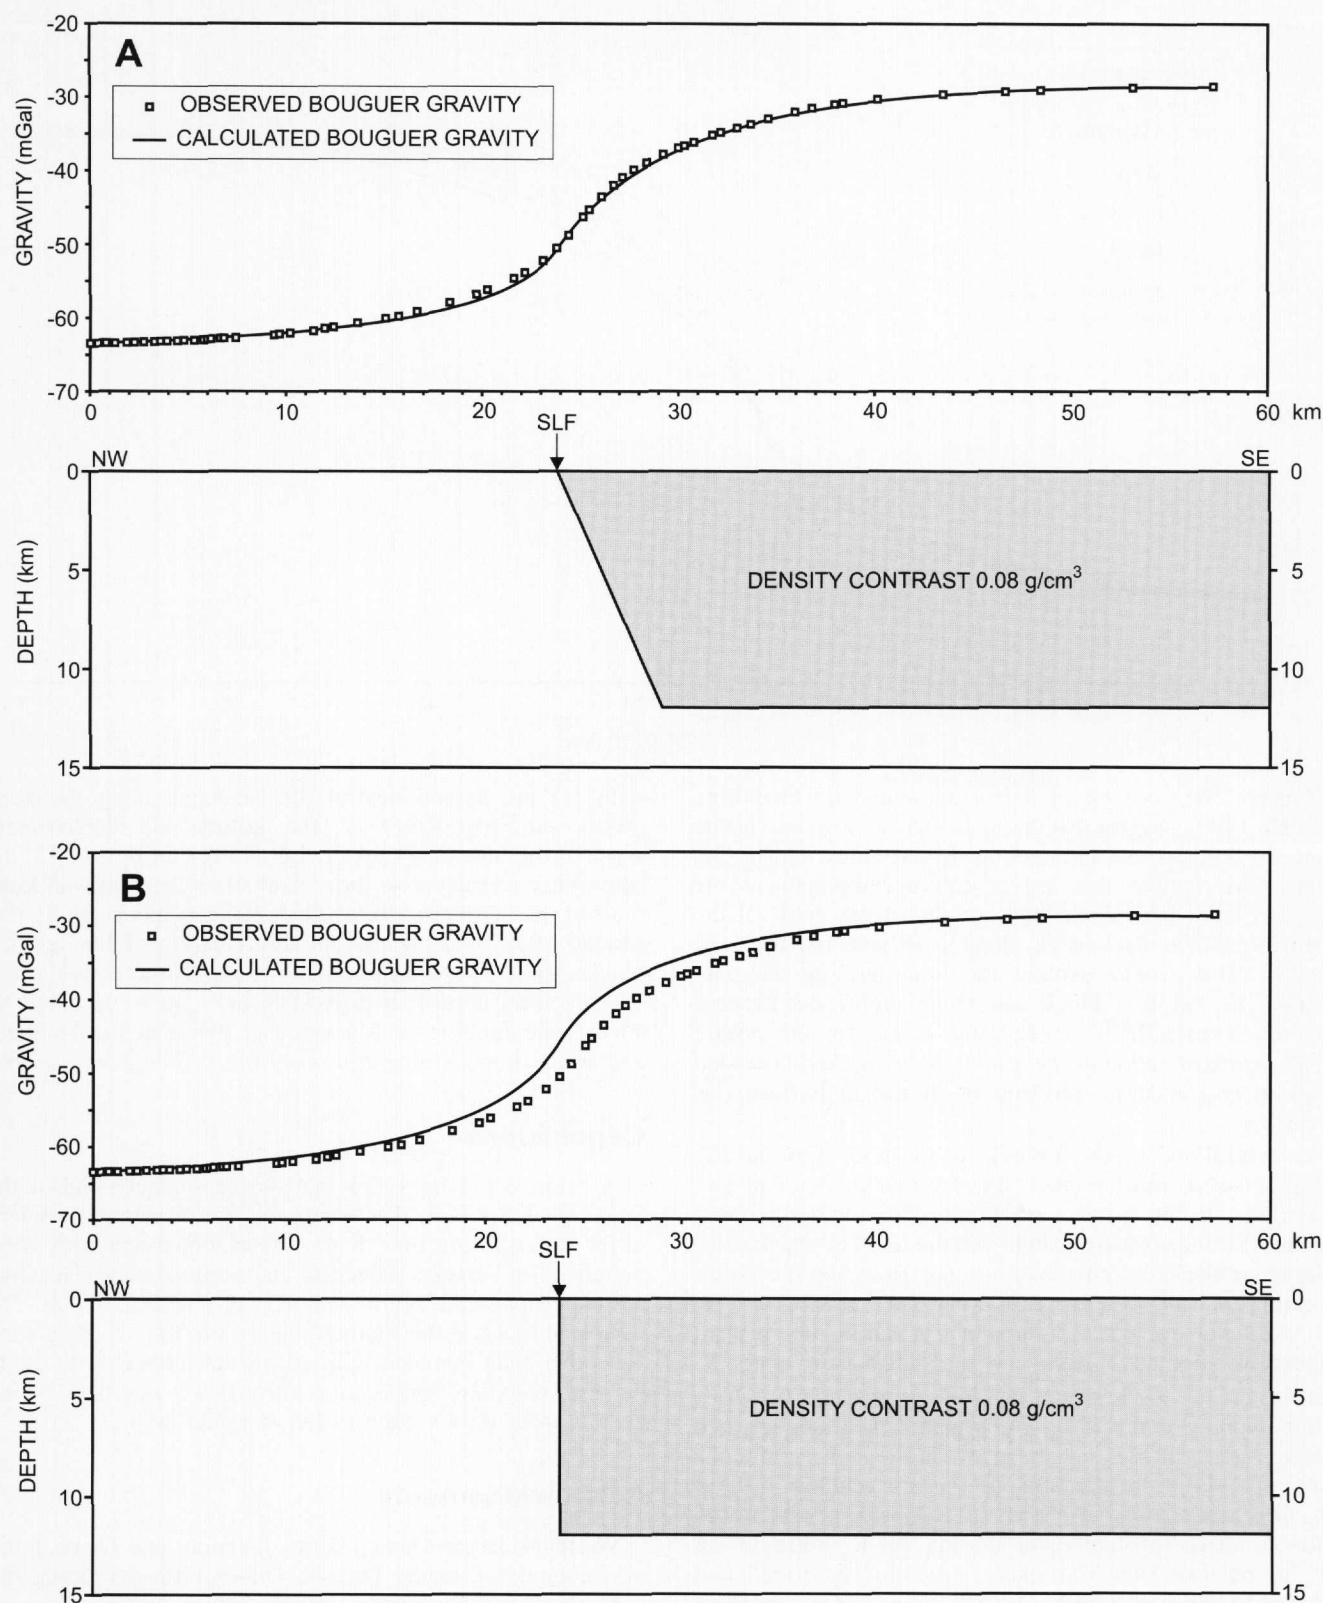 A
OBSERVED BOUGUER GRAVITY
CALCULATED BOUGUER GRAVITY
GRAVITY (mGal)
-20
-30
-40
-50
-60
-70
0 10 20 30 40 50 60 km
SLF
NW SE
DEPTH (km)
0 0
5 5
10 10
15 15
DENSITY CONTRAST 0.08 g/cm³
B
OBSERVED BOUGUER GRAVITY
CALCULATED BOUGUER GRAVITY
GRAVITY (mGal)
-20
-30
-40
-50
-60
-70
0 10 20 30 40 50 60 km
SLF
NW SE
DEPTH (km)
0 0
5 5
10 10
15 15
DENSITY CONTRAST 0.08 g/cm³